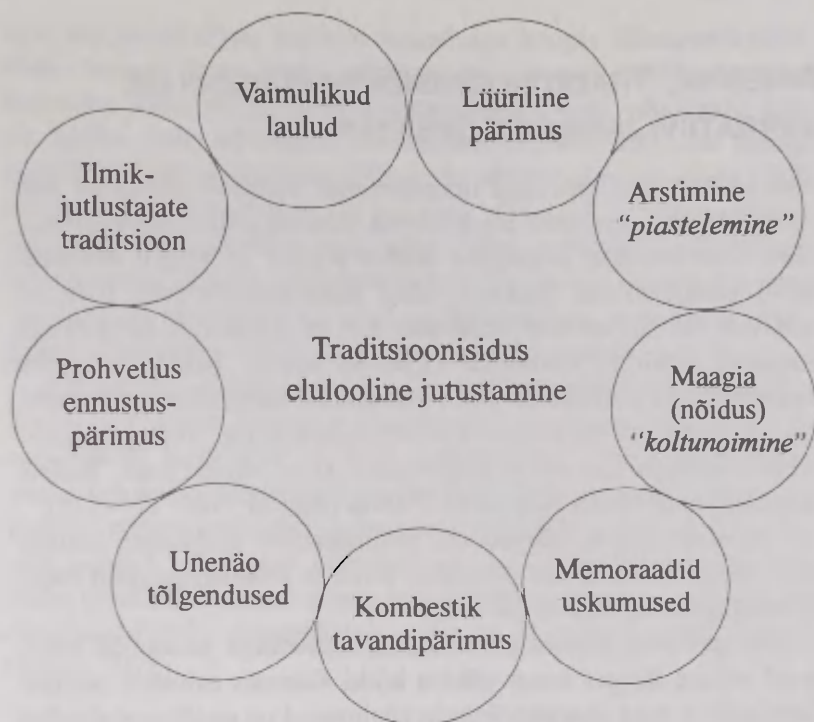 Vaimulikud
laulud
Lüüriline
pärimus
Ilmik-
jutlustajate
traditsioon
Arstimine
“piastelemine”
Prohvetlus
ennustus-
pärimus
Traditsioonisidus
elulooline jutustamine
Maagia
(nõidus)
“koltunoimine”
Unenäo
tõlgendused
Kombestik
tavandipärimus
Memoraadid
uskumused